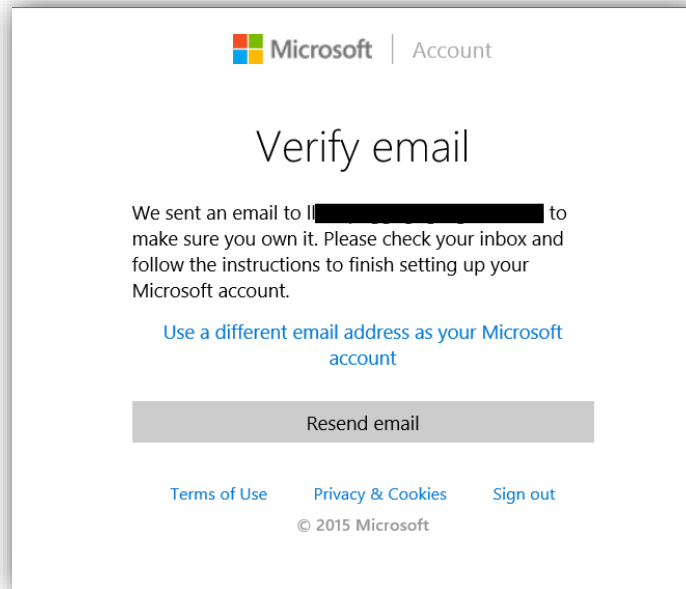 Microsoft | Account
Verify email
We sent an email to ll to
make sure you own it. Please check your inbox and
follow the instructions to finish setting up your
Microsoft account.
Use a different email address as your Microsoft
account
Resend email
Terms of Use Privacy & Cookies Sign out
© 2015 Microsoft